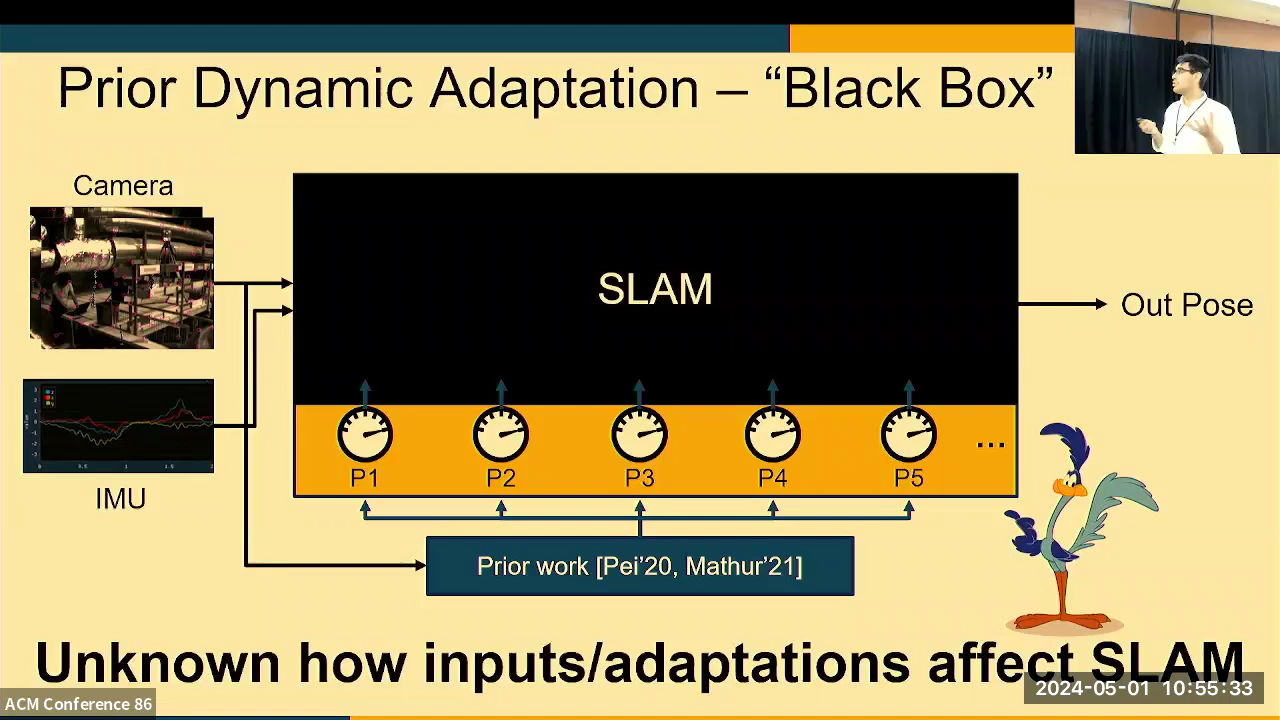 Prior Dynamic Adaptation – “Black Box”
Camera
SLAM
Out Pose
IMU
P1 P2 P3 P4 P5 ...
Prior work [Pei’20, Mathur’21]
Unknown how inputs/adaptations affect SLAM
2024-05-01 10:55:33
ACM Conference 86